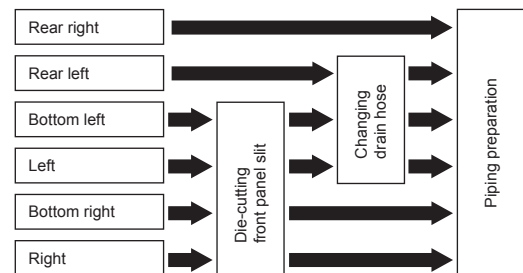 Rear right
Rear left
Bottom left
Left
Bottom right
Right
Die-cutting
front panel slit
Changing
drain hose
Piping preparation